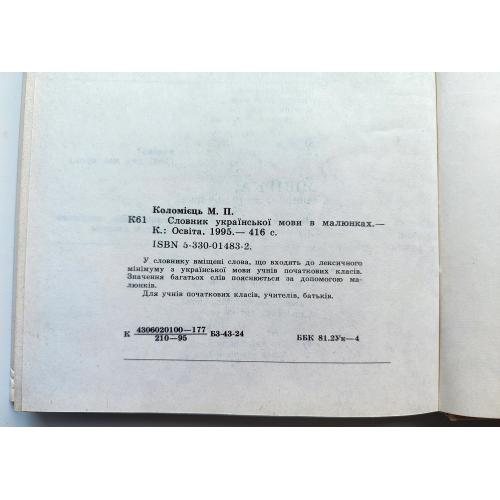 Коломієць М. П.
К61 Словник української мови в малюнках.—
К.: Освіта, 1995.— 416 с.
ISBN 5-330-01483-2.
У словнику вміщені слова, що входять до лексичного
мінімуму з української мови учнів початкових класів.
Значення багатьох слів пояснюється за допомогою ма-
люнків.
Для учнів початкових класів, учителів, батьків.
К 4306020100—177 БЗ-43-24 ББК 81.2Ук—4
210—95